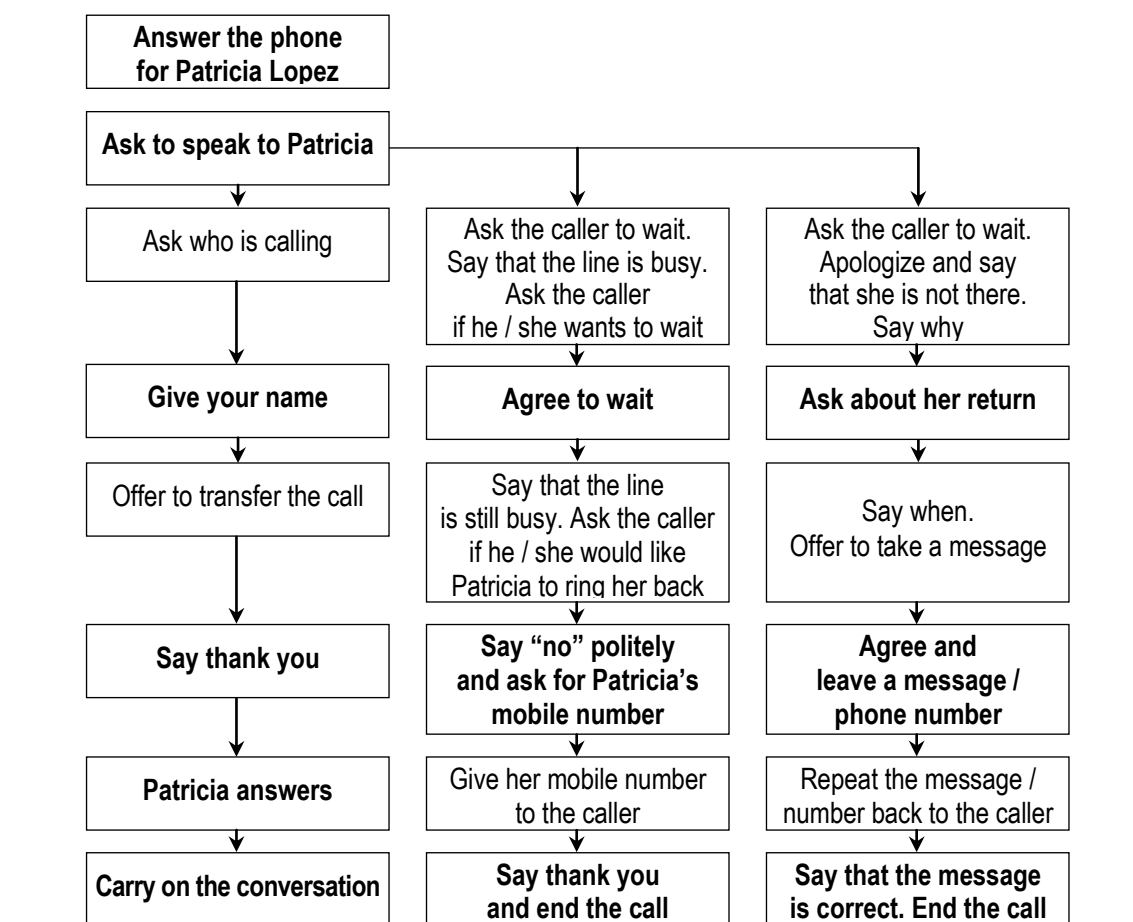 Answer the phone
for Patricia Lopez
Ask to speak to Patricia
Ask who is calling
Give your name
Offer to transfer the call
Say thank you
Patricia answers
Carry on the conversation
Ask the caller to wait.
Say that the line is busy.
Ask the caller
if he / she wants to wait
Agree to wait
Say that the line
is still busy. Ask the caller
if he / she would like
Patricia to ring her back
Say “no” politely
and ask for Patricia’s
mobile number
Give her mobile number
to the caller
Say thank you
and end the call
Ask the caller to wait.
Apologize and say
that she is not there.
Say why
Ask about her return
Say when.
Offer to take a message
Agree and
leave a message /
phone number
Repeat the message /
number back to the caller
Say that the message
is correct. End the call